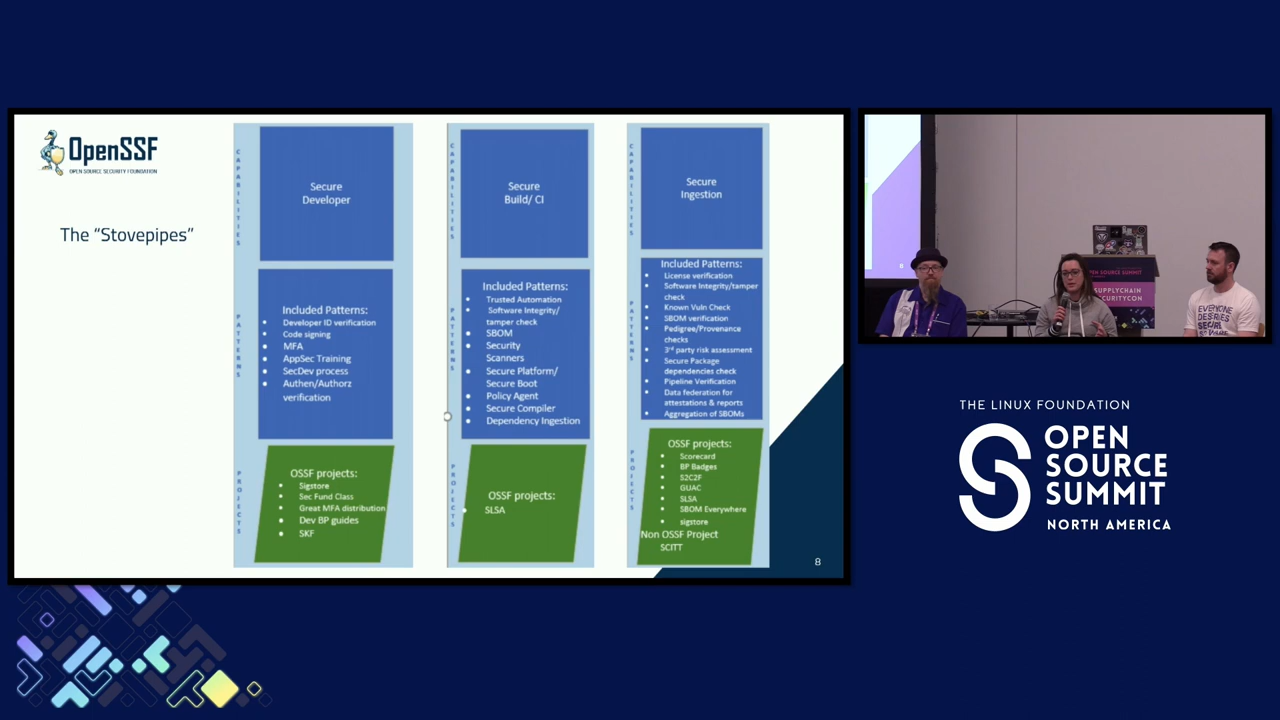 OpenSSF
OPEN SOURCE SECURITY FOUNDATION
The “Stovepipes”
CAPABILITIES
Secure
Developer
PATTERNS
Included Patterns:
Developer ID verification
Code signing
MFA
AppSec Training
SecDev process
Authen/Authorz
verification
PROJECTS
OSSF projects:
Sigstore
Sec Fund Class
Great MFA distribution
Dev BP guides
SKF
CAPABILITIES
Secure
Build/ CI
PATTERNS
Included Patterns:
Trusted Automation
Software Integrity/
tamper check
SBOM
Security
Scanners
Secure Platform/
Secure Boot
Policy Agent
Secure Compiler
Dependency Ingestion
PROJECTS
OSSF projects:
SLSA
CAPABILITIES
Secure
Ingestion
PATTERNS
Included Patterns:
License verification
Software Integrity/tamper
check
Known Vuln Check
SBOM verification
Pedigree/Provenance
checks
3rd party risk assessment
Secure Package
dependencies check
Pipeline Verification
Data federation for
attestations & reports
Aggregation of SBOMs
PROJECTS
OSSF projects:
Scorecard
BP Badges
S2C2F
GUAC
SLSA
SBOM Everywhere
sigstore
Non OSSF Project
SCITT
8
8
OPEN SOURCE SUMMIT
SUPPLYCHAIN
SECURITYCON
EVERYONE
DESERVES
THE LINUX FOUNDATION
OPEN
SOURCE
SUMMIT
NORTH AMERICA